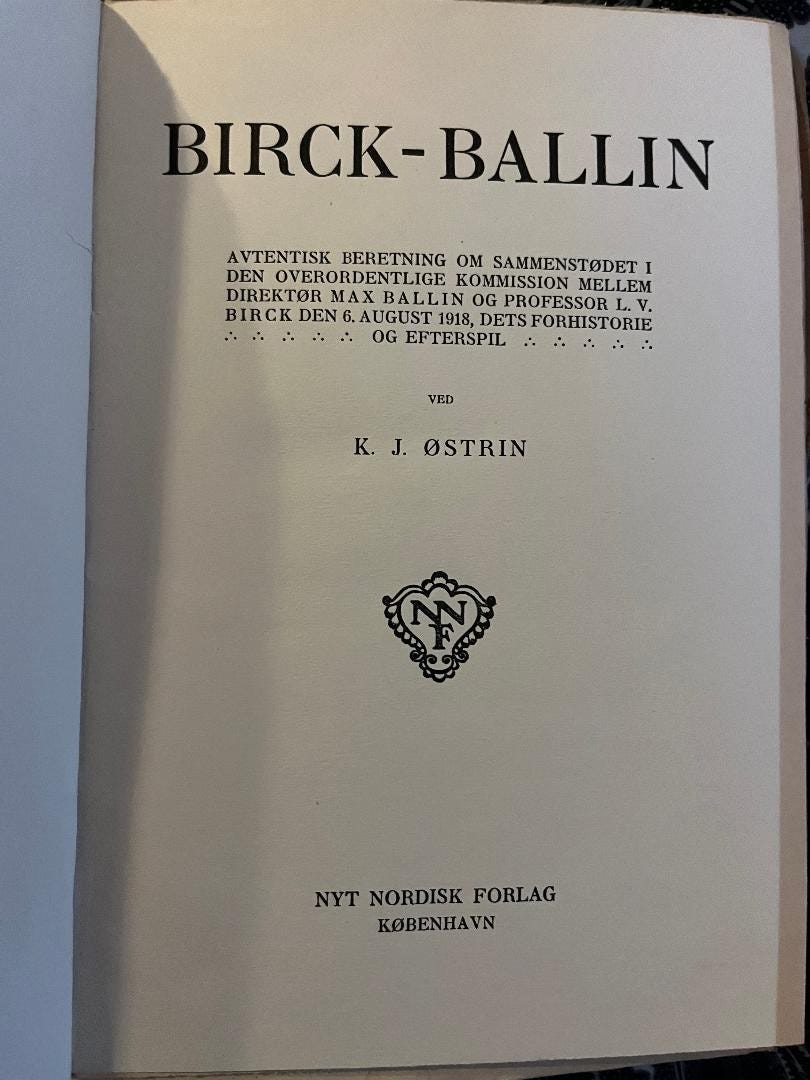 BIRCK-BALLIN
AVTENTISK BERETNING OM SAMMENSTØDET I
DEN OVERORDENTLIGE KOMMISSION MELLEM
DIREKTØR MAX BALLIN OG PROFESSOR L. V.
BIRCK DEN 6. AUGUST 1918, DETS FORHISTORIE
∴ ∴ ∴ ∴ ∴ OG EFTERSPIL ∴ ∴ ∴ ∴ ∴
VED
K. J. ØSTRIN
NNF
NYT NORDISK FORLAG
KØBENHAVN